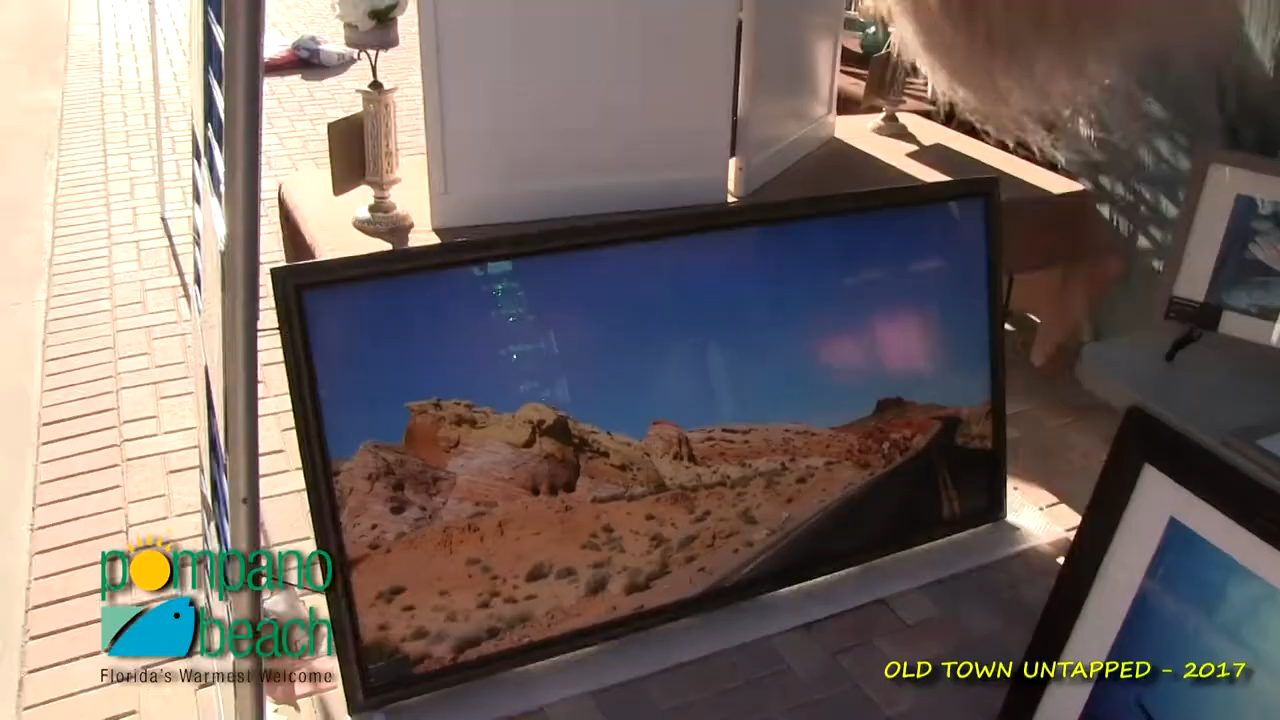 pompano
beach
Florida's Warmest Welcome
OLD TOWN UNTAPPED - 2017